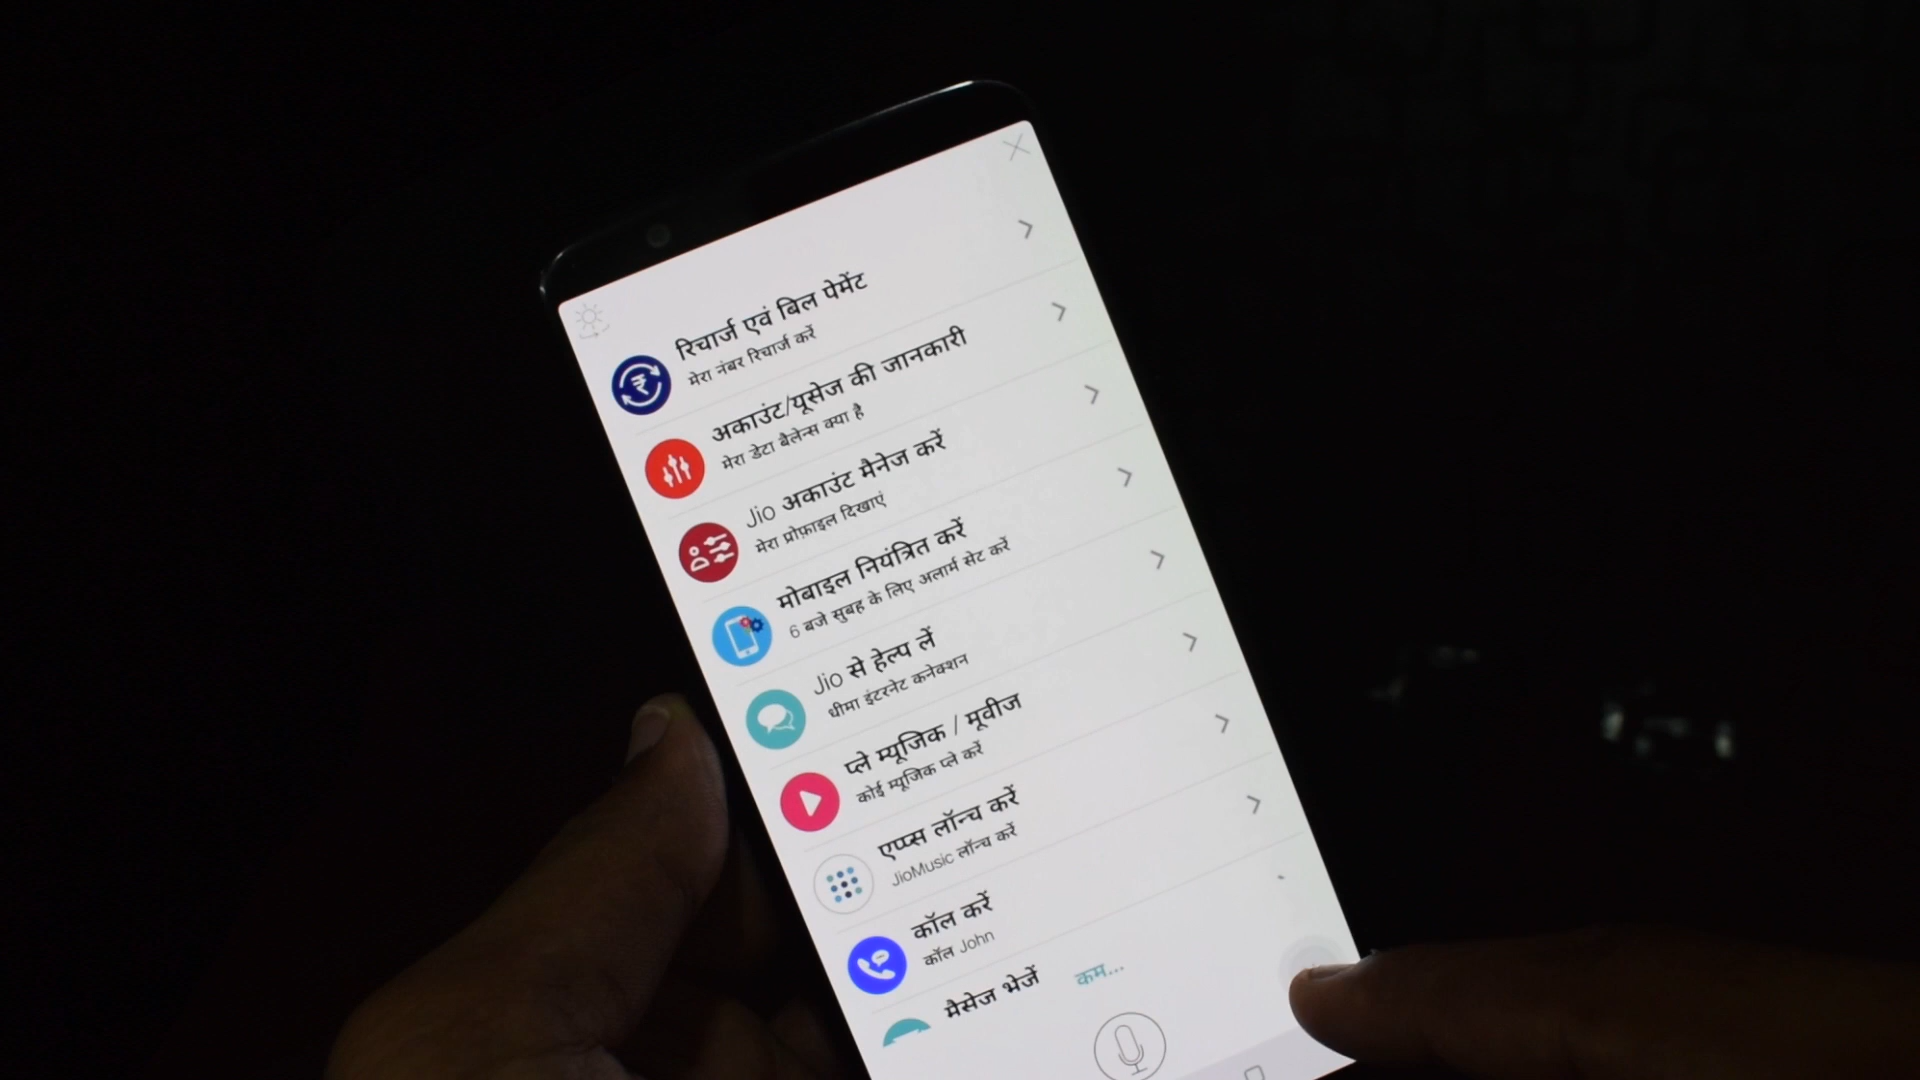 रिचार्ज एवं बिल पेमेंट
मेरा नंबर रिचार्ज करें
अकाउंट/यूसेज की जानकारी
मेरा डेटा बैलेन्स क्या है
Jio अकाउंट मैनेज करें
मेरा प्रोफ़ाइल दिखाएं
मोबाइल नियंत्रित करें
6 बजे सुबह के लिए अलार्म सेट करें
Jio से हेल्प लें
धीमा इंटरनेट कनेक्शन
प्ले म्यूजिक / मूवीज
कोई म्यूजिक प्ले करें
एप्प्स लॉन्च करें
JioMusic लॉन्च करें
कॉल करें
कॉल John
मैसेज भेजें
कम...